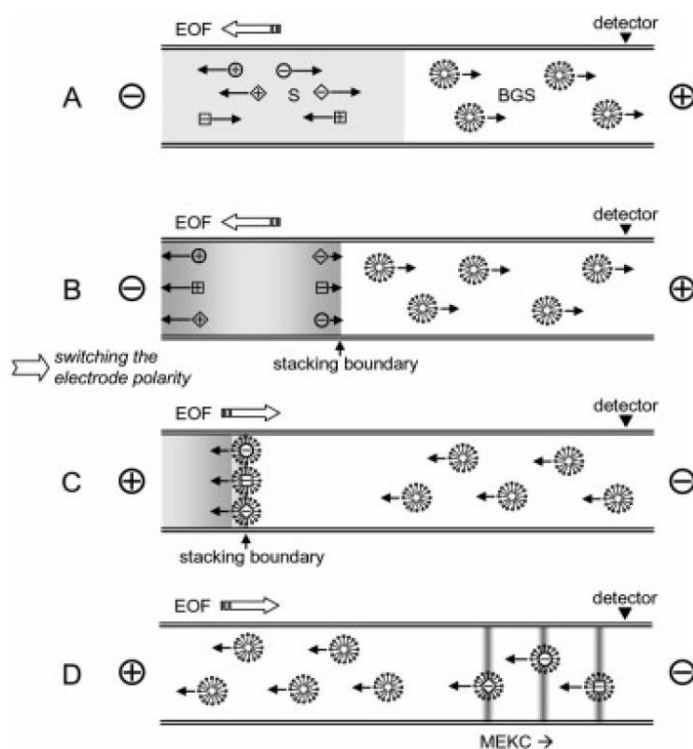 EOF
detector
A
S
BGS
EOF
detector
B
switching the
electrode polarity
stacking boundary
EOF
detector
C
stacking boundary
EOF
detector
D
MEKC →